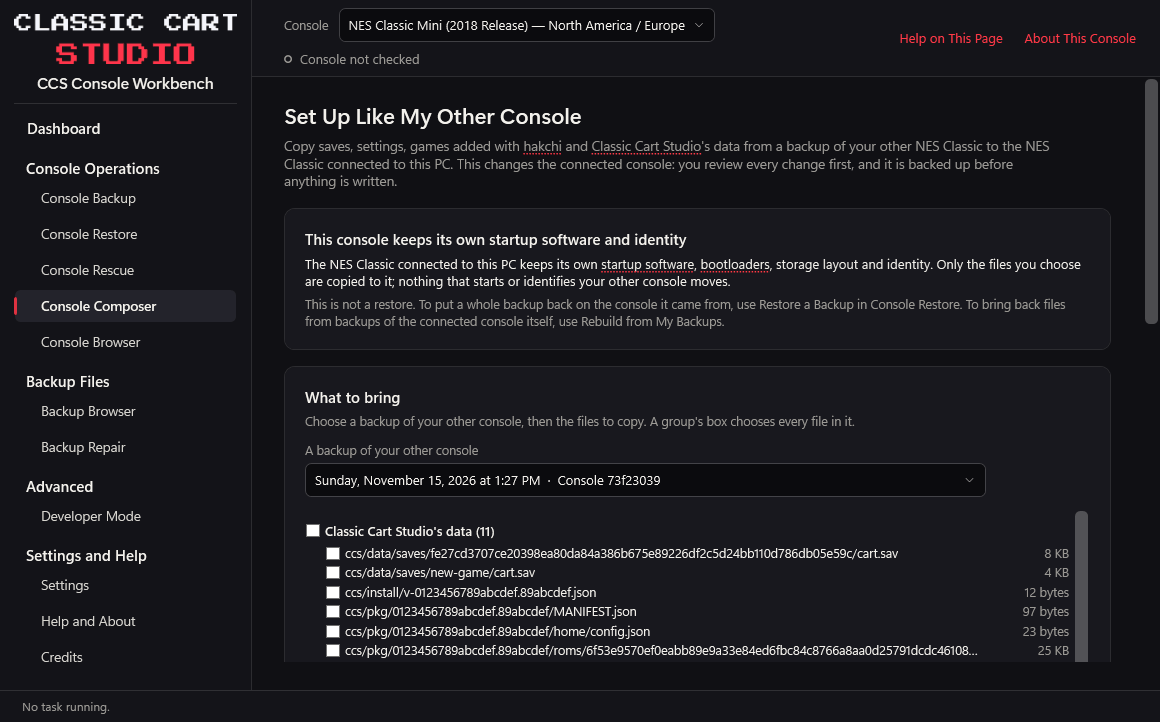 CLASSIC CART
STUDIO
CCS Console Workbench
Dashboard
Console Operations
Console Backup
Console Restore
Console Rescue
Console Composer
Console Browser
Backup Files
Backup Browser
Backup Repair
Advanced
Developer Mode
Settings and Help
Settings
Help and About
Credits
Console
NES Classic Mini (2018 Release) — North America / Europe
Console not checked
Help on This Page
About This Console
Set Up Like My Other Console
Copy saves, settings, games added with hakchi and Classic Cart Studio's data from a backup of your other NES Classic to the NES
Classic connected to this PC. This changes the connected console: you review every change first, and it is backed up before
anything is written.
This console keeps its own startup software and identity
The NES Classic connected to this PC keeps its own startup software, bootloaders, storage layout and identity. Only the files you choose
are copied to it; nothing that starts or identifies your other console moves.
This is not a restore. To put a whole backup back on the console it came from, use Restore a Backup in Console Restore. To bring back files
from backups of the connected console itself, use Rebuild from My Backups.
What to bring
Choose a backup of your other console, then the files to copy. A group's box chooses every file in it.
A backup of your other console
Sunday, November 15, 2026 at 1:27 PM · Console 73f23039
Classic Cart Studio's data (11)
ccs/data/saves/fe27cd3707ce20398ea80da84a386b675e89226df2c5d24bb110d786db05e59c/cart.sav 8 KB
ccs/data/saves/new-game/cart.sav 4 KB
ccs/install/v-0123456789abcdef.89abcdef.json 12 bytes
ccs/pkg/0123456789abcdef.89abcdef/MANIFEST.json 97 bytes
ccs/pkg/0123456789abcdef.89abcdef/home/config.json 23 bytes
ccs/pkg/0123456789abcdef.89abcdef/roms/6f53e9570ef0eabb89e9a33e84ed6fbc84c8766a8aa0d25791dcdc46108... 25 KB
No task running.